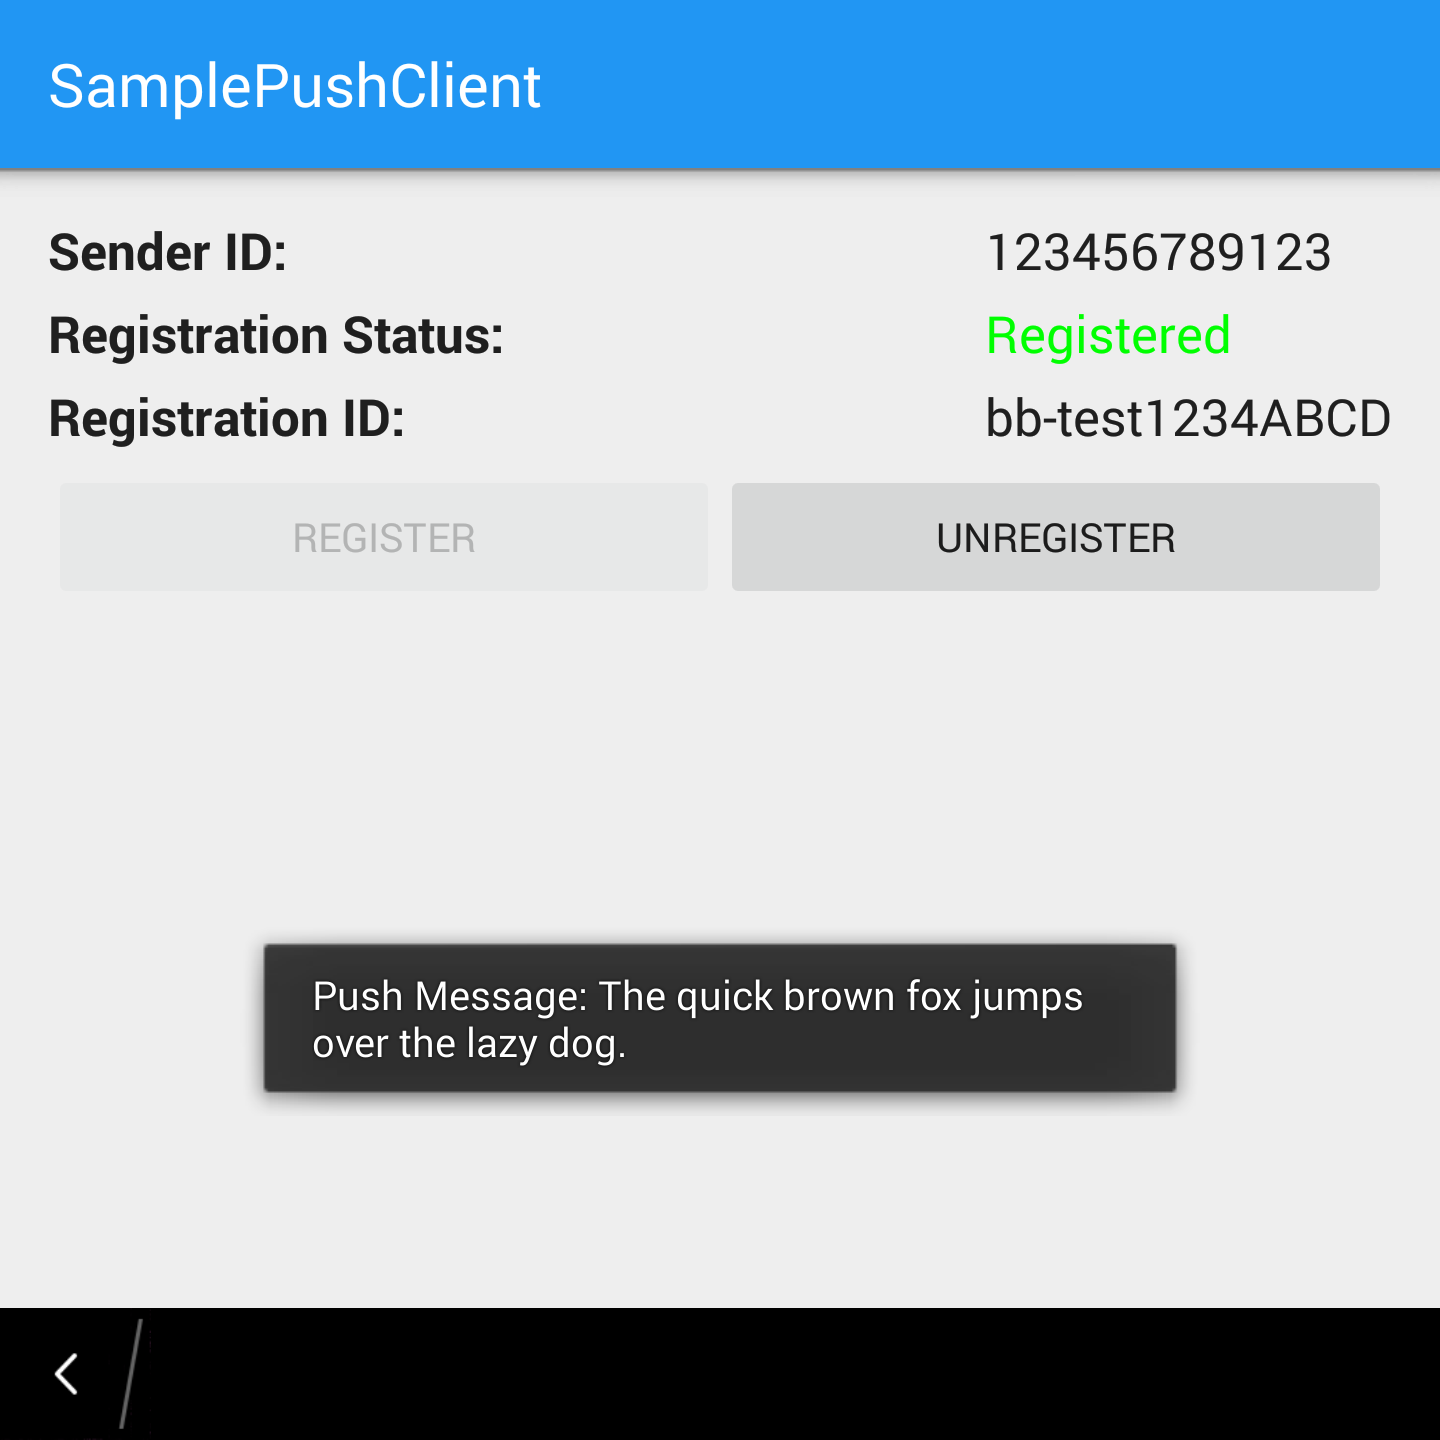 SamplePushClient
Sender ID: 123456789123
Registration Status: Registered
Registration ID: bb-test1234ABCD
REGISTER UNREGISTER
Push Message: The quick brown fox jumps
over the lazy dog.